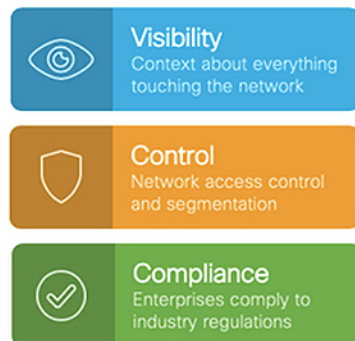 Visibility
Context about everything
touching the network
Control
Network access control
and segmentation
Compliance
Enterprises comply to
industry regulations